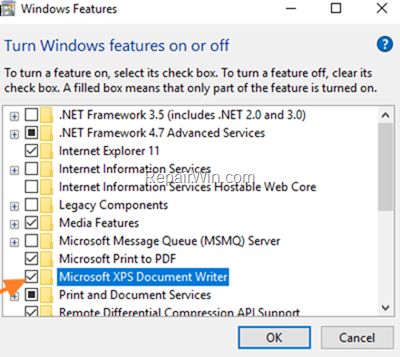 Windows Features
Turn Windows features on or off
?
To turn a feature on, select its check box. To turn a feature off, clear its
check box. A filled box means that only part of the feature is turned on.
.NET Framework 3.5 (includes .NET 2.0 and 3.0)
.NET Framework 4.7 Advanced Services
Internet Explorer 11
Internet Information Services
RepairWin.com
Internet Information Services Hostable Web Core
Legacy Components
Media Features
Microsoft Message Queue (MSMQ) Server
Microsoft Print to PDF
Microsoft XPS Document Writer
Print and Document Services
Remote Differential Compression API Support
OK
Cancel